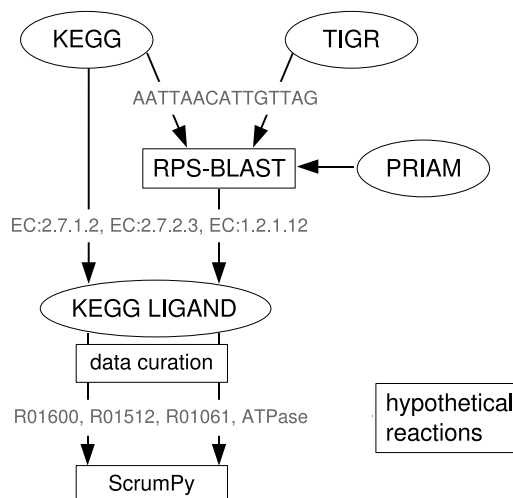 KEGG
TIGR
AATTAACATTGTTAG
RPS-BLAST
PRIAM
EC:2.7.1.2, EC:2.7.2.3, EC:1.2.1.12
KEGG LIGAND
data curation
R01600, R01512, R01061, ATPase
hypothetical
reactions
ScrumPy